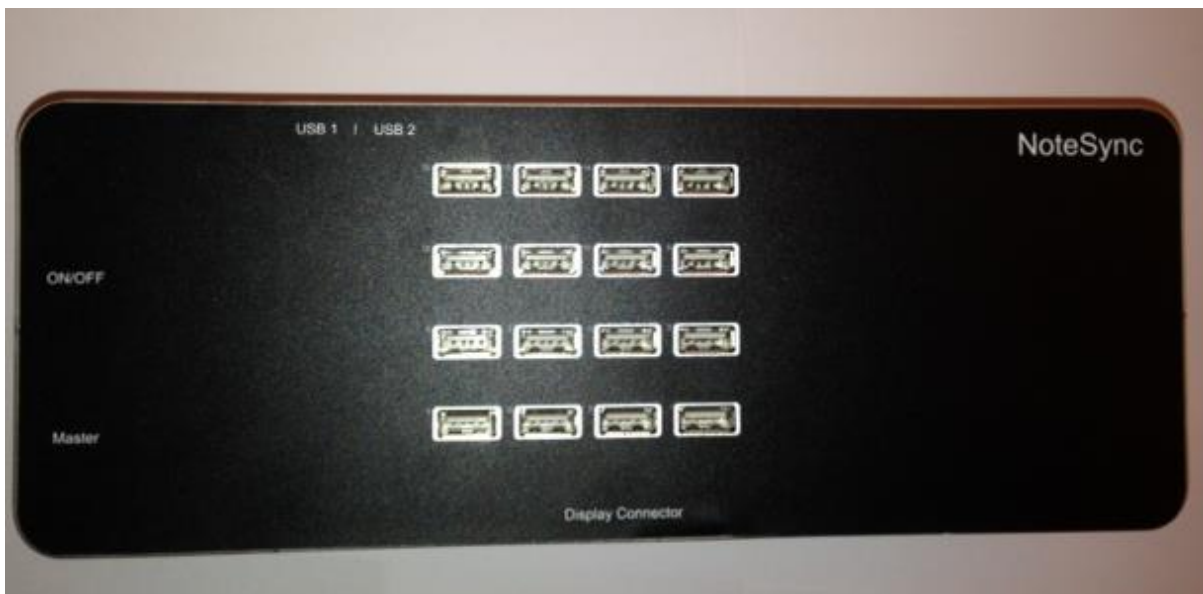 USB 1 | USB 2
NoteSync
ON/OFF
Master
Display Connector